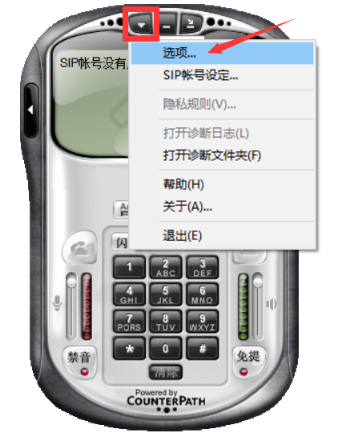 SIP帐号没有
选项...
SIP帐号设定...
隐私规则(V)...
打开诊断日志(L)
打开诊断文件夹(F)
帮助(H)
关于(A)...
退出(E)
闪
1
2
ABC
3
DEF
4
GHI
5
JKL
6
MNO
7
PQRS
8
TUV
9
WXYZ
*
0
#
禁音
免提
清除
Powered by
COUNTERPATH